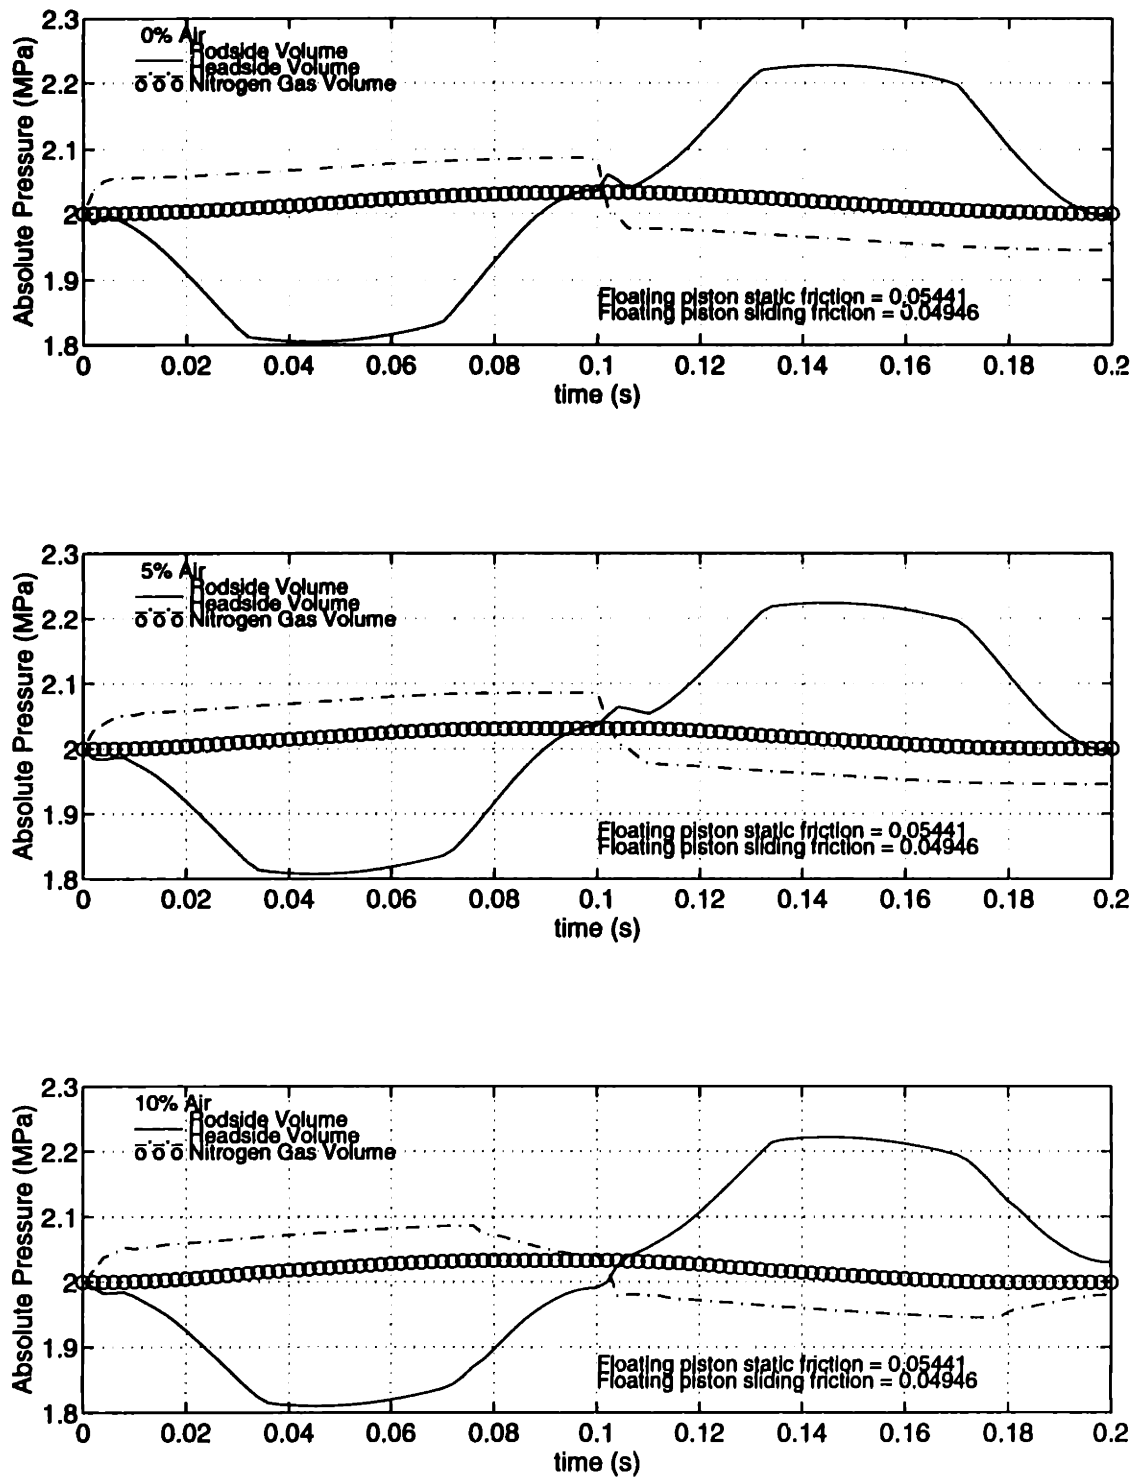 2.3
0% Air
Rodside Volume
Headside Volume
o o o Nitrogen Gas Volume
2.2
2.1
2
1.9
1.8
Absolute Pressure (MPa)
Floating piston static friction = 0.05441
Floating piston sliding friction = 0.04946
0 0.02 0.04 0.06 0.08 0.1 0.12 0.14 0.16 0.18 0.2
time (s)
2.3
5% Air
Rodside Volume
Headside Volume
o o o Nitrogen Gas Volume
2.2
2.1
2
1.9
1.8
Absolute Pressure (MPa)
Floating piston static friction = 0.05441
Floating piston sliding friction = 0.04946
0 0.02 0.04 0.06 0.08 0.1 0.12 0.14 0.16 0.18 0.2
time (s)
2.3
10% Air
Rodside Volume
Headside Volume
o o o Nitrogen Gas Volume
2.2
2.1
2
1.9
1.8
Absolute Pressure (MPa)
Floating piston static friction = 0.05441
Floating piston sliding friction = 0.04946
0 0.02 0.04 0.06 0.08 0.1 0.12 0.14 0.16 0.18 0.2
time (s)